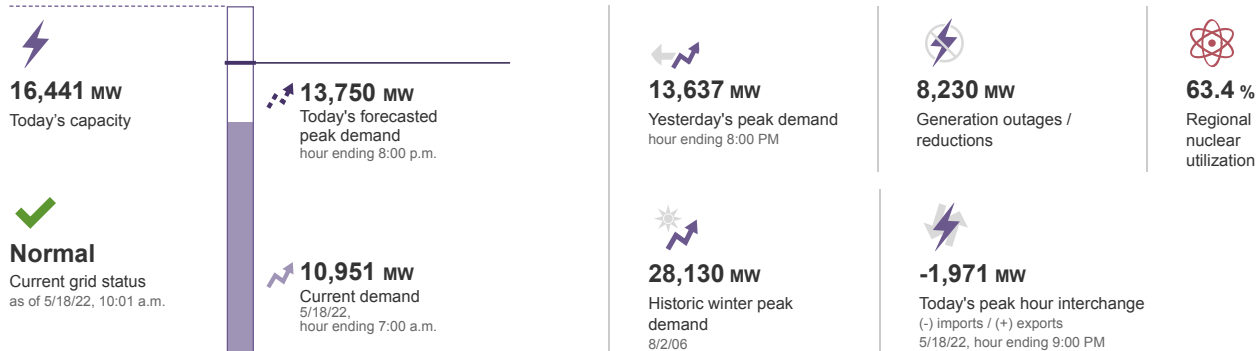 16,441 MW
Today's capacity
Normal
Current grid status
as of 5/18/22, 10:01 a.m.
13,750 MW
Today's forecasted
peak demand
hour ending 8:00 p.m.
10,951 MW
Current demand
5/18/22,
hour ending 7:00 a.m.
13,637 MW
Yesterday's peak demand
hour ending 8:00 PM
8,230 MW
Generation outages /
reductions
63.4 %
Regional
nuclear
utilization
28,130 MW
Historic winter peak
demand
8/2/06
-1,971 MW
Today's peak hour interchange
(-) imports / (+) exports
5/18/22, hour ending 9:00 PM